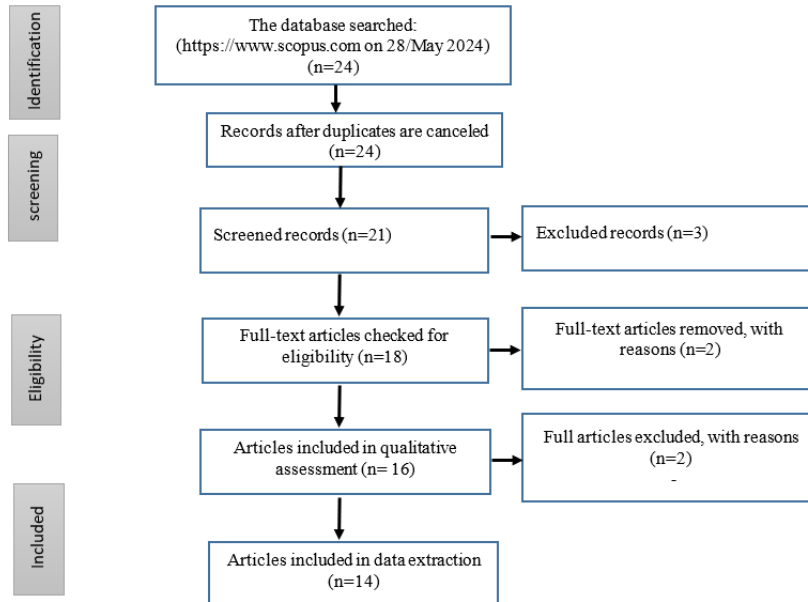 Identification
The database searched:
(https://www.scopus.com on 28/May 2024)
(n=24)
Records after duplicates are canceled
(n=24)
screening
Screened records (n=21)
Excluded records (n=3)
Eligibility
Full-text articles checked for
eligibility (n=18)
Full-text articles removed, with
reasons (n=2)
Articles included in qualitative
assessment (n= 16)
Full articles excluded, with reasons
(n=2)
-
Included
Articles included in data extraction
(n=14)